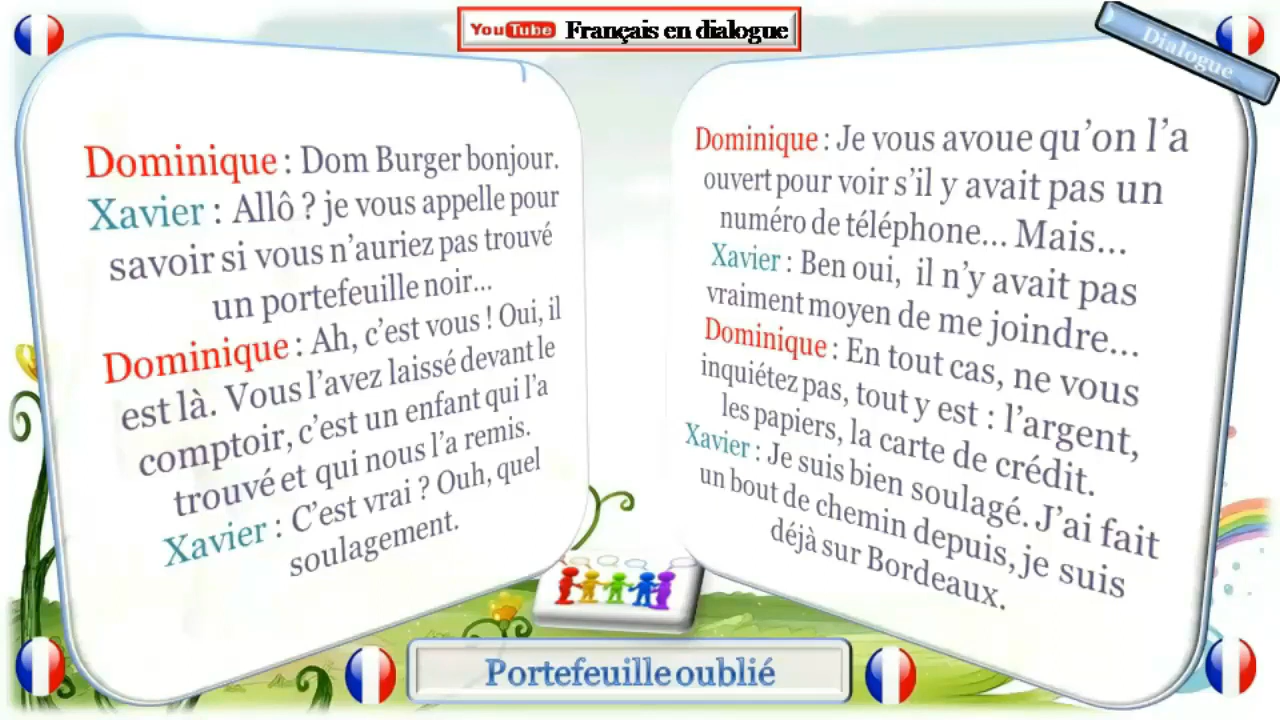 YouTube Français en dialogue
Dialogue
Dominique : Dom Burger bonjour.
Xavier : Allô ? je vous appelle pour
savoir si vous n’auriez pas trouvé
un portefeuille noir...
Dominique : Ah, c’est vous ! Oui, il
est là. Vous l’avez laissé devant le
comptoir, c’est un enfant qui l’a
trouvé et qui nous l’a remis.
Xavier : C’est vrai ? Ouh, quel
soulagement.
Dominique : Je vous avoue qu’on l’a
ouvert pour voir s’il y avait pas un
numéro de téléphone... Mais...
Xavier : Ben oui, il n’y avait pas
vraiment moyen de me joindre...
Dominique : En tout cas, ne vous
inquiétez pas, tout y est : l’argent,
les papiers, la carte de crédit.
Xavier : Je suis bien soulagé. J’ai fait
un bout de chemin depuis, je suis
déjà sur Bordeaux.
Portefeuille oublié